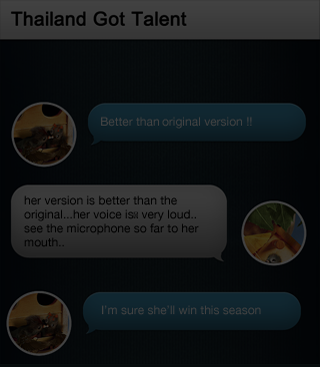 Thailand Got Talent
Better than original version !!
her version is better than the
original...her voice is very loud..
see the microphone so far to her
mouth..
I'm sure she'll win this season